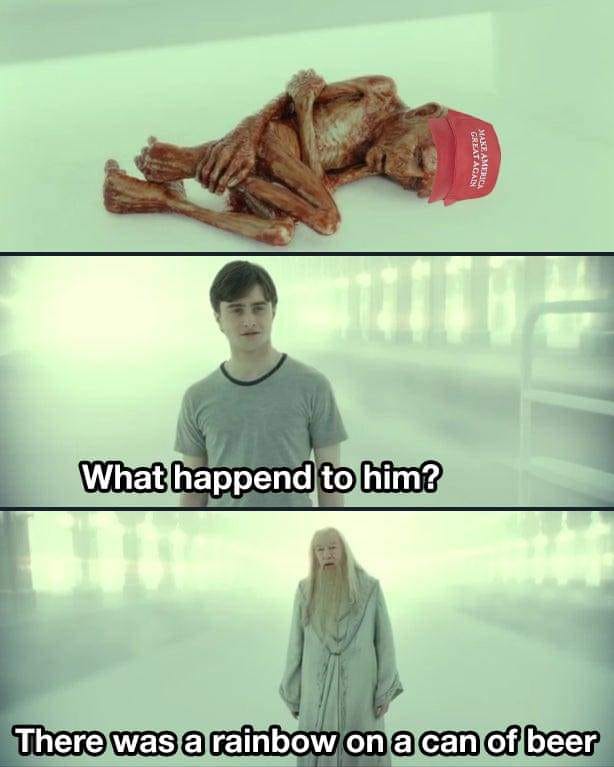 MAKE AMERICA
GREAT AGAIN
What happend to him?
There was a rainbow on a can of beer